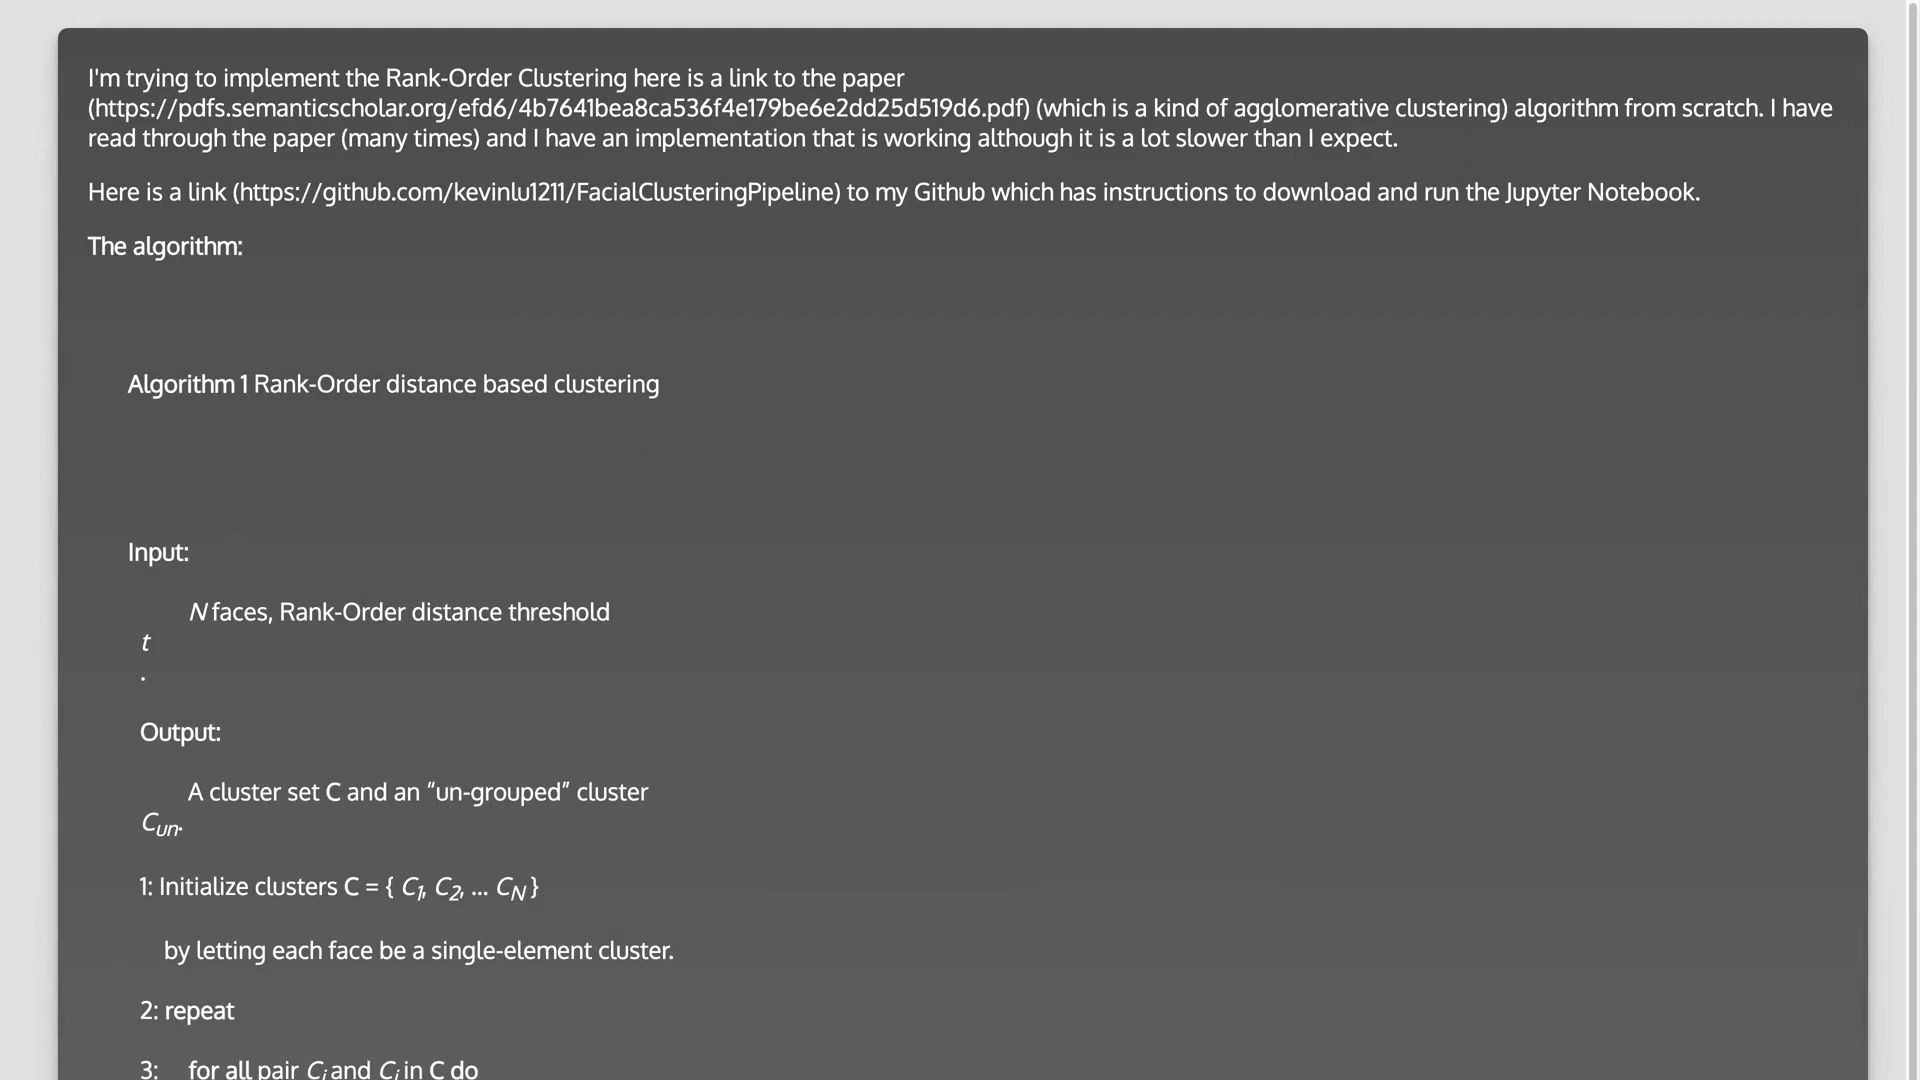 I'm trying to implement the Rank-Order Clustering here is a link to the paper
(https://pdfs.semanticscholar.org/efd6/4b7641bea8ca536f4e179be6e2dd25d519d6.pdf) (which is a kind of agglomerative clustering) algorithm from scratch. I have
read through the paper (many times) and I have an implementation that is working although it is a lot slower than I expect.
Here is a link (https://github.com/kevinlu1211/FacialClusteringPipeline) to my Github which has instructions to download and run the Jupyter Notebook.
The algorithm:
Algorithm 1 Rank-Order distance based clustering
Input:
N faces, Rank-Order distance threshold
t
.
Output:
A cluster set C and an “un-grouped” cluster
Cun.
1: Initialize clusters C = { C1, C2, ... CN }
by letting each face be a single-element cluster.
2: repeat
3: for all pair Ci and Cj in C do